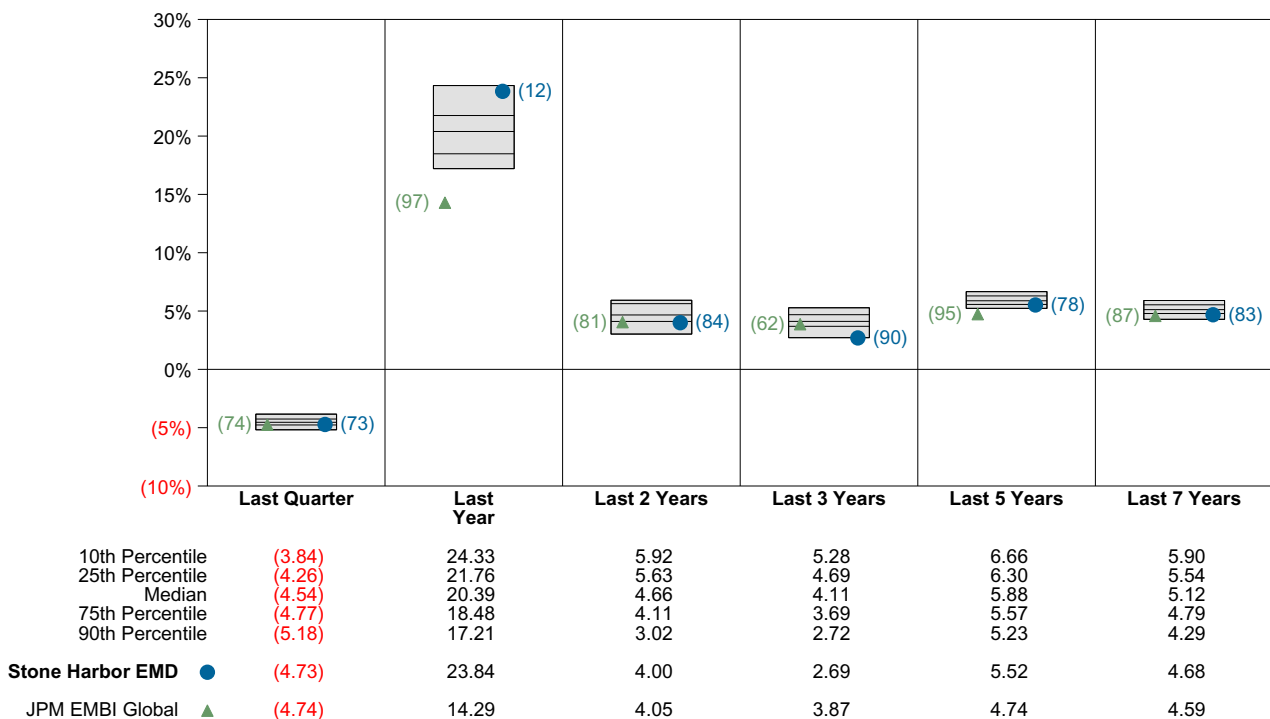 30%
25%
20%
15%
10%
5%
0%
(5%)
(10%)
(12)
(97)
(81) (84)
(62) (90)
(95) (78)
(87) (83)
(74) (73)
Last Quarter Last Year Last 2 Years Last 3 Years Last 5 Years Last 7 Years
10th Percentile (3.84) 24.33 5.92 5.28 6.66 5.90
25th Percentile (4.26) 21.76 5.63 4.69 6.30 5.54
Median (4.54) 20.39 4.66 4.11 5.88 5.12
75th Percentile (4.77) 18.48 4.11 3.69 5.57 4.79
90th Percentile (5.18) 17.21 3.02 2.72 5.23 4.29
Stone Harbor EMD (4.73) 23.84 4.00 2.69 5.52 4.68
JPM EMBI Global (4.74) 14.29 4.05 3.87 4.74 4.59